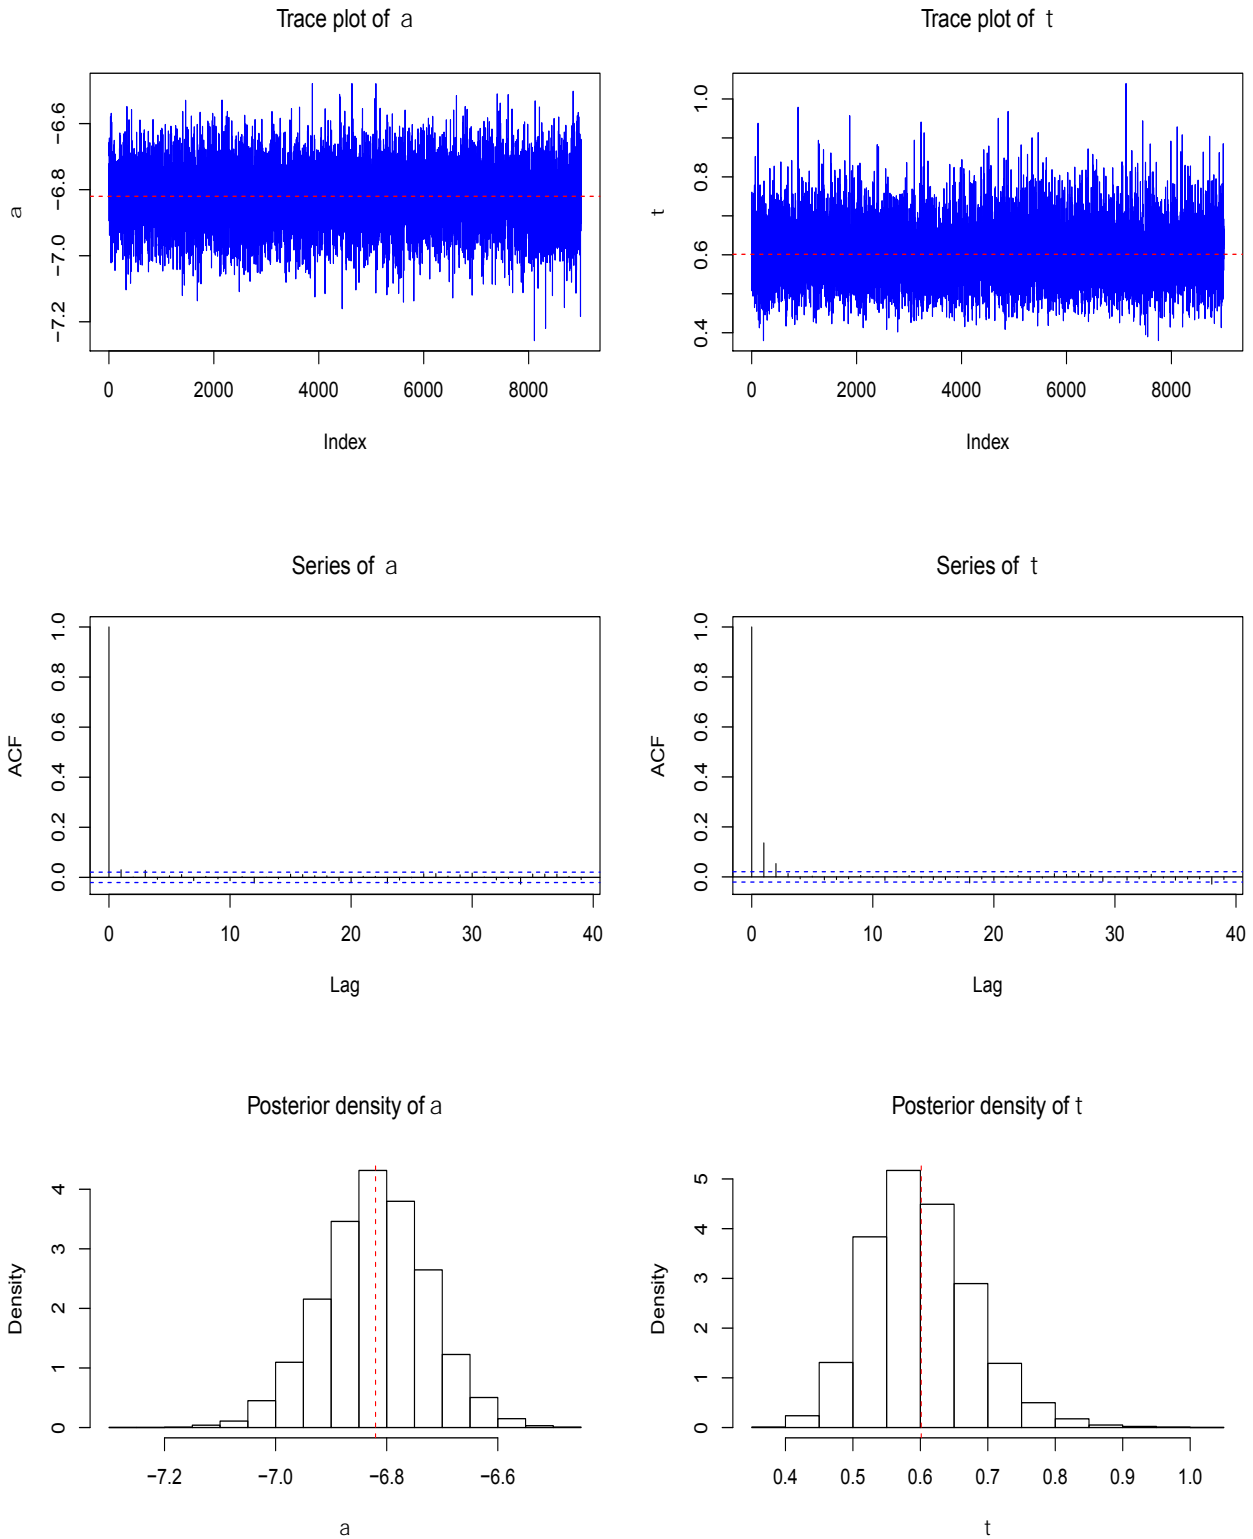 Trace plot of a
Trace plot of t
a
−7.2 −7.0 −6.8 −6.6
0 2000 4000 6000 8000
Index
t
0.4 0.6 0.8 1.0
0 2000 4000 6000 8000
Index
Series of a
Series of t
ACF
0.0 0.2 0.4 0.6 0.8 1.0
0 10 20 30 40
Lag
ACF
0.0 0.2 0.4 0.6 0.8 1.0
0 10 20 30 40
Lag
Posterior density of a
Posterior density of t
Density
0 1 2 3 4
−7.2 −7.0 −6.8 −6.6
a
Density
0 1 2 3 4 5
0.4 0.5 0.6 0.7 0.8 0.9 1.0
t